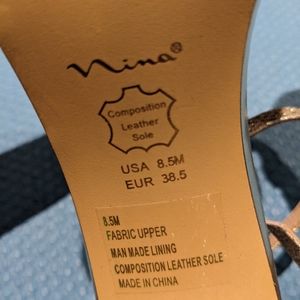 Nina®
Composition
Leather
Sole
USA 8.5M
EUR 38.5
8.5M
FABRIC UPPER
MAN MADE LINING
COMPOSITION LEATHER SOLE
MADE IN CHINA